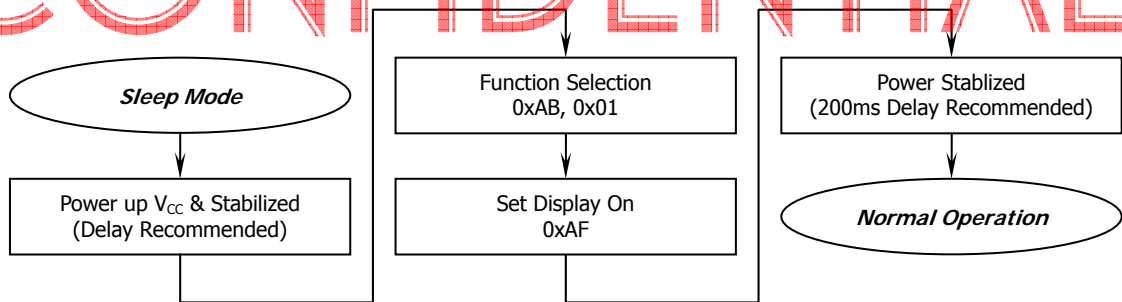 CONFIDENTIAL
Sleep Mode
Power up VCC & Stabilized
(Delay Recommended)
Function Selection
0xAB, 0x01
Set Display On
0xAF
Power Stablized
(200ms Delay Recommended)
Normal Operation